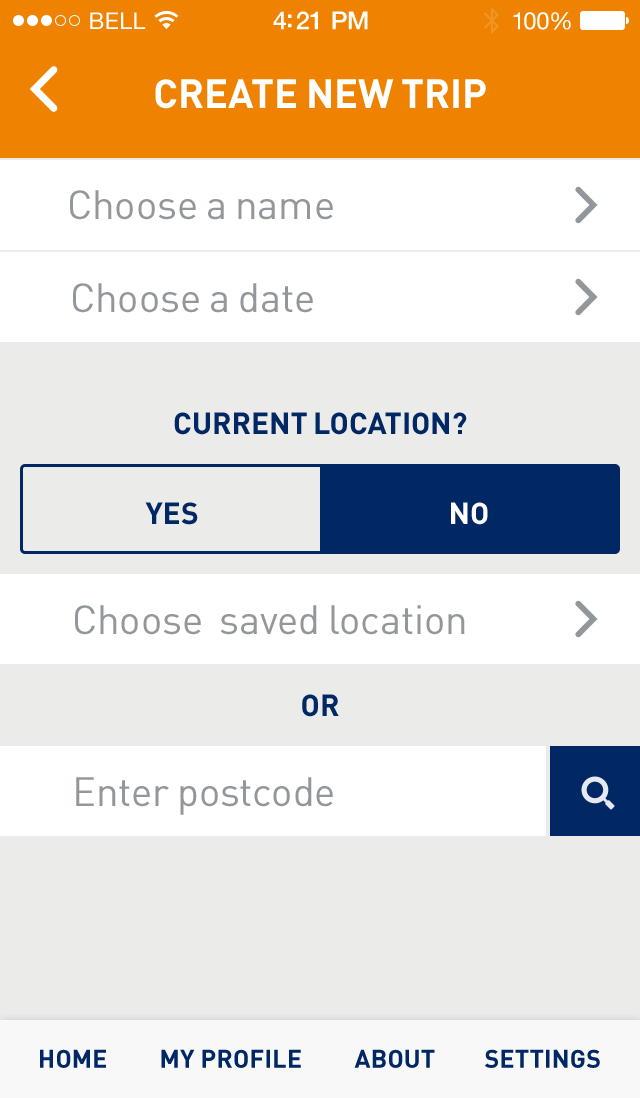 BELL 4:21 PM 100%
CREATE NEW TRIP
Choose a name
Choose a date
CURRENT LOCATION?
YES NO
Choose saved location
OR
Enter postcode
HOME MY PROFILE ABOUT SETTINGS